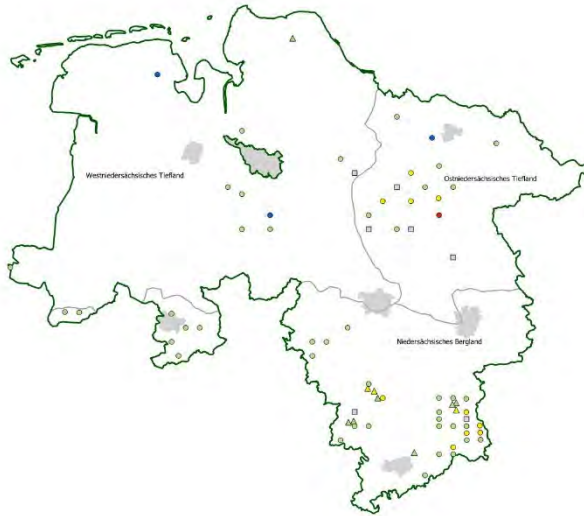 Westniedersächsisches Tiefland
Ostniedersächsisches Tiefland
Niedersächsisches Bergland